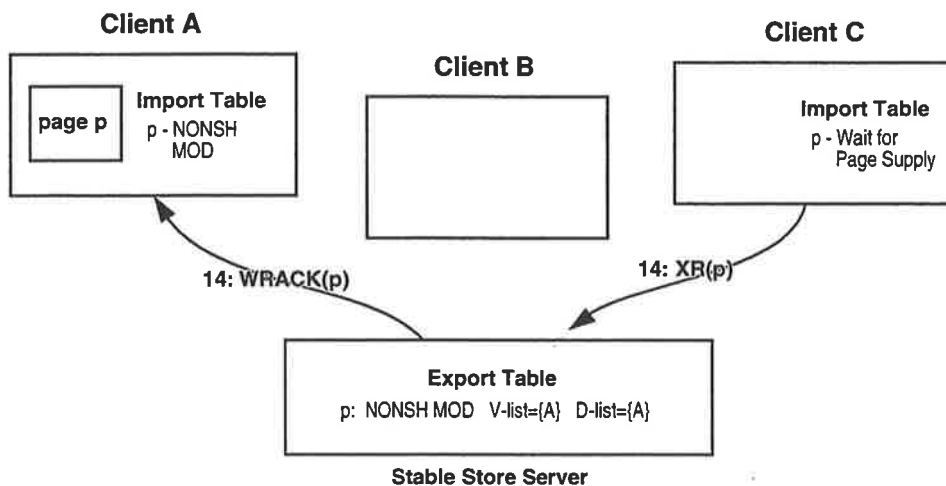 Client A
Client B
Client C
page p
Import Table
p - NONSH
MOD
Import Table
p - Wait for
Page Supply
14: WRACK(p)
14: XR(p)
Export Table
p: NONSH MOD V-list={A} D-list={A}
Stable Store Server